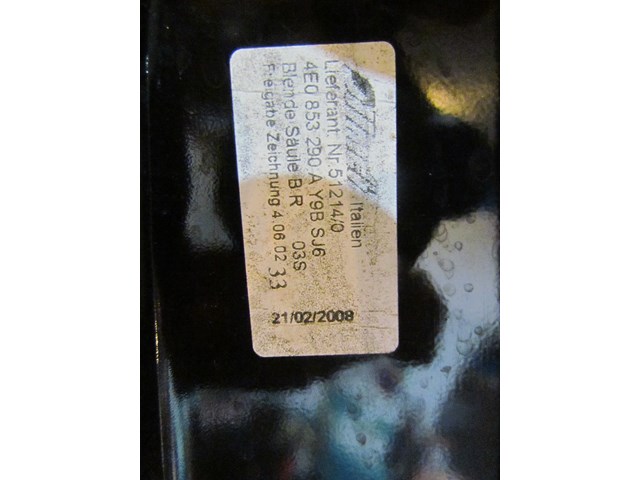 Italien
Lieferant. Nr.51214/0
4E0 853 290 A Y9B SJ6
Blende Säule B R 03S
Freigabe Zeichnung 4.06.02 33
21/02/2008